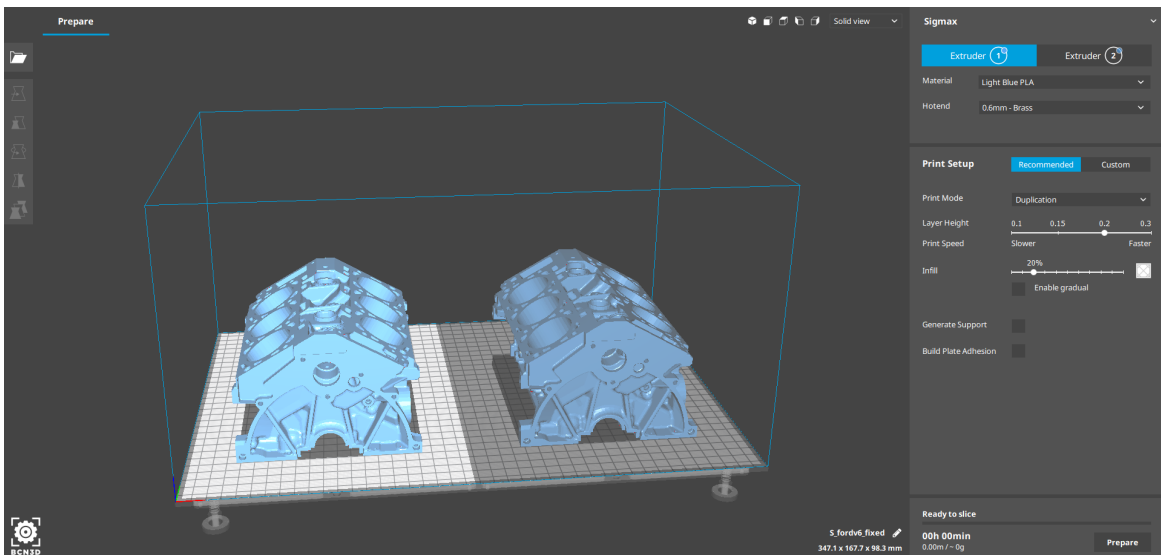 Prepare
Solid view
Sigmax
Extruder 1
Extruder 2
Material
Light Blue PLA
Hotend
0.6mm - Brass
Print Setup
Recommended
Custom
Print Mode
Duplication
Layer Height
0.1 0.15 0.2 0.3
Print Speed
Slower
Faster
20%
Infill
Enable gradual
Generate Support
Build Plate Adhesion
Ready to slice
00h 00min
0.00m / ~ 0g
Prepare
S_fordv6_fixed
347.1 x 167.7 x 98.3 mm
BCN3D